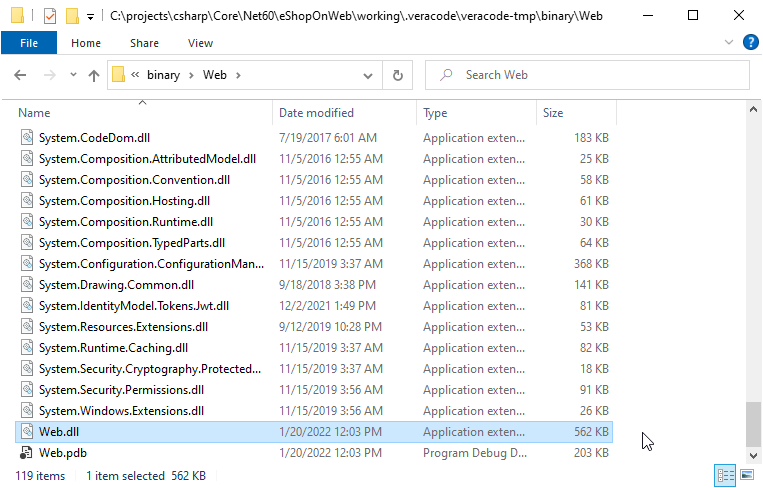 C:\projects\csharp\Core\Net60\eShopOnWeb\working\.veracode\veracode-tmp\binary\Web
File Home Share View
« binary > Web > Search Web
Name Date modified Type Size
System.CodeDom.dll 7/19/2017 6:01 AM Application exten... 183 KB
System.Composition.AttributedModel.dll 11/5/2016 12:55 AM Application exten... 25 KB
System.Composition.Convention.dll 11/5/2016 12:55 AM Application exten... 58 KB
System.Composition.Hosting.dll 11/5/2016 12:55 AM Application exten... 61 KB
System.Composition.Runtime.dll 11/5/2016 12:55 AM Application exten... 30 KB
System.Composition.TypedParts.dll 11/5/2016 12:55 AM Application exten... 64 KB
System.Configuration.ConfigurationMan... 11/15/2019 3:37 AM Application exten... 368 KB
System.Drawing.Common.dll 9/18/2018 3:38 PM Application exten... 141 KB
System.IdentityModel.Tokens.Jwt.dll 12/2/2021 1:49 PM Application exten... 81 KB
System.Resources.Extensions.dll 9/12/2019 10:28 PM Application exten... 53 KB
System.Runtime.Caching.dll 11/15/2019 3:37 AM Application exten... 82 KB
System.Security.Cryptography.Protected... 11/15/2019 3:37 AM Application exten... 18 KB
System.Security.Permissions.dll 11/15/2019 3:56 AM Application exten... 91 KB
System.Windows.Extensions.dll 11/15/2019 3:56 AM Application exten... 26 KB
Web.dll 1/20/2022 12:03 PM Application exten... 562 KB
Web.pdb 1/20/2022 12:03 PM Program Debug D... 203 KB
119 items 1 item selected 562 KB